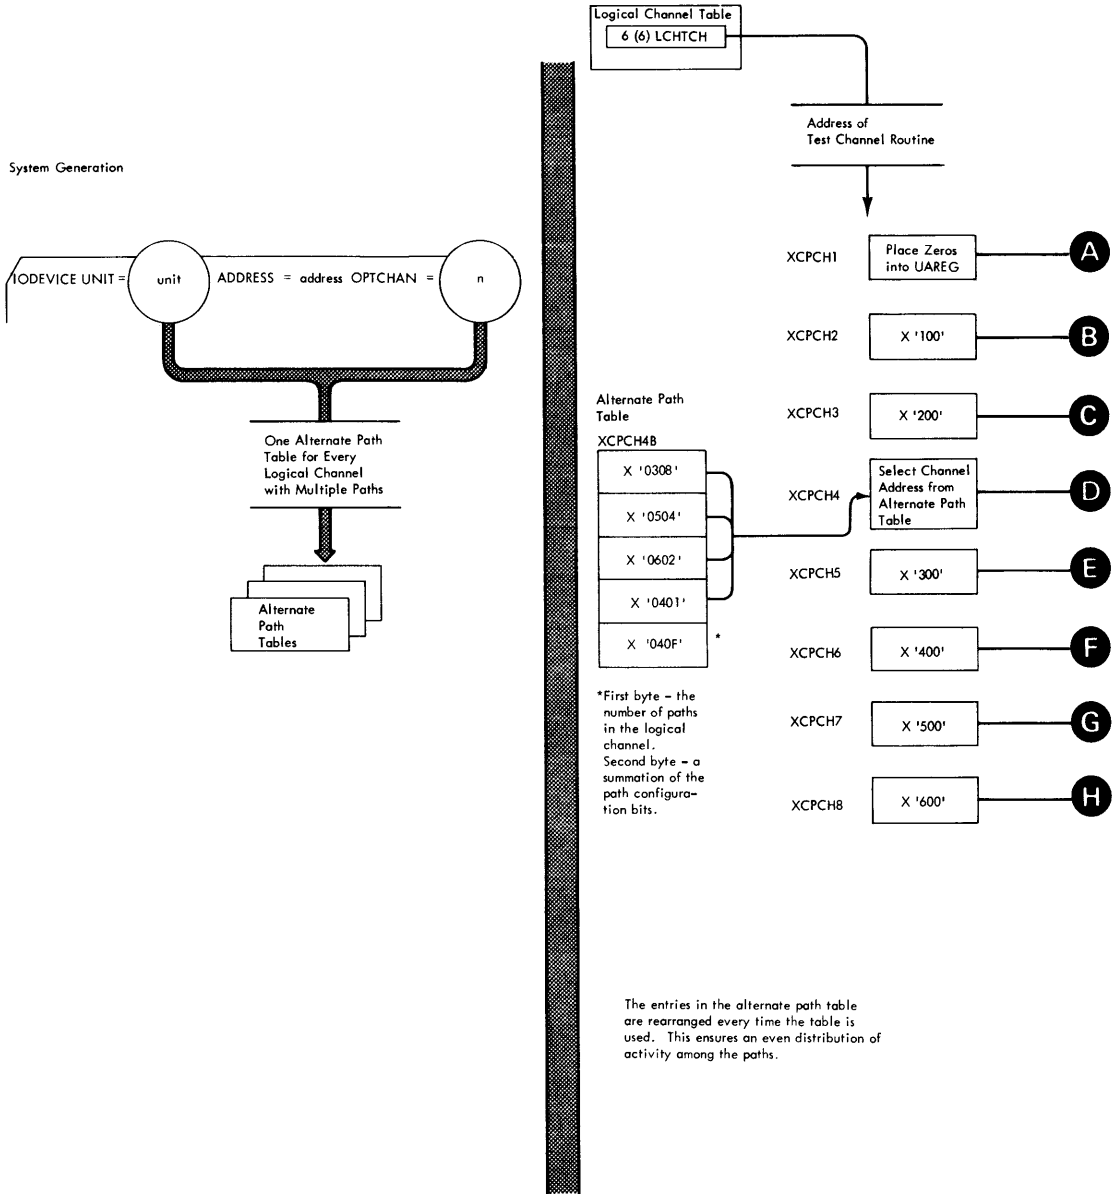 System Generation
IODEVICE UNIT = unit ADDRESS = address OPTCHAN = n
One Alternate Path
Table for Every
Logical Channel
with Multiple Paths
Alternate
Path
Tables
Logical Channel Table
6 (6) LCHTCH
Address of
Test Channel Routine
XCPCH1
Place Zeros
into UAREG
A
XCPCH2
X '100'
B
XCPCH3
X '200'
C
XCPCH4
Select Channel
Address from
Alternate Path
Table
D
XCPCH5
X '300'
E
XCPCH6
X '400'
F
XCPCH7
X '500'
G
XCPCH8
X '600'
H
Alternate Path
Table
XCPCH4B
X '0308'
X '0504'
X '0602'
X '0401'
X '040F' *
*First byte - the
number of paths
in the logical
channel.
Second byte - a
summation of the
path configura-
tion bits.
The entries in the alternate path table
are rearranged every time the table is
used. This ensures an even distribution of
activity among the paths.